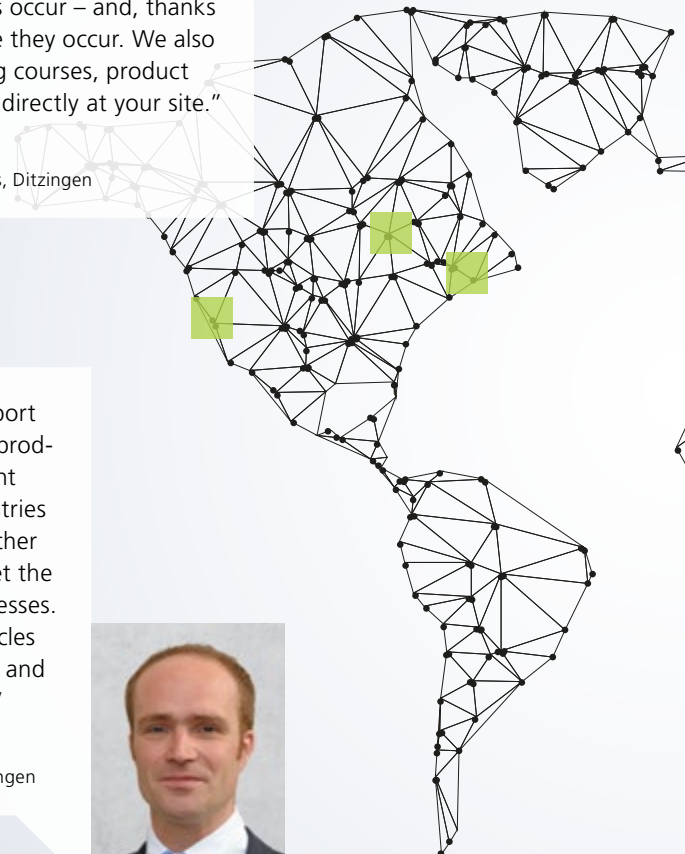 s occur – and, thanks
e they occur. We also
g courses, product
directly at your site.”
s, Ditzingen
port
prod-
nt
tries
ther
et the
esses.
cles
and
”
ngen